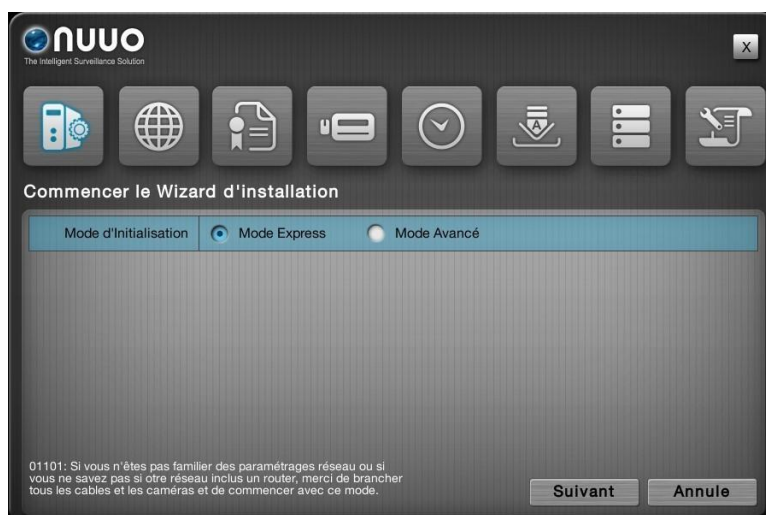 nuuo
The Intelligent Surveillance Solution
X
A
Commencer le Wizard d'installation
Mode d'Initialisation Mode Express Mode Avancé
01101: Si vous n'êtes pas familier des paramétrages réseau ou si
vous ne savez pas si otre réseau inclus un router, merci de brancher
tous les cables et les caméras et de commencer avec ce mode.
Suivant Annule